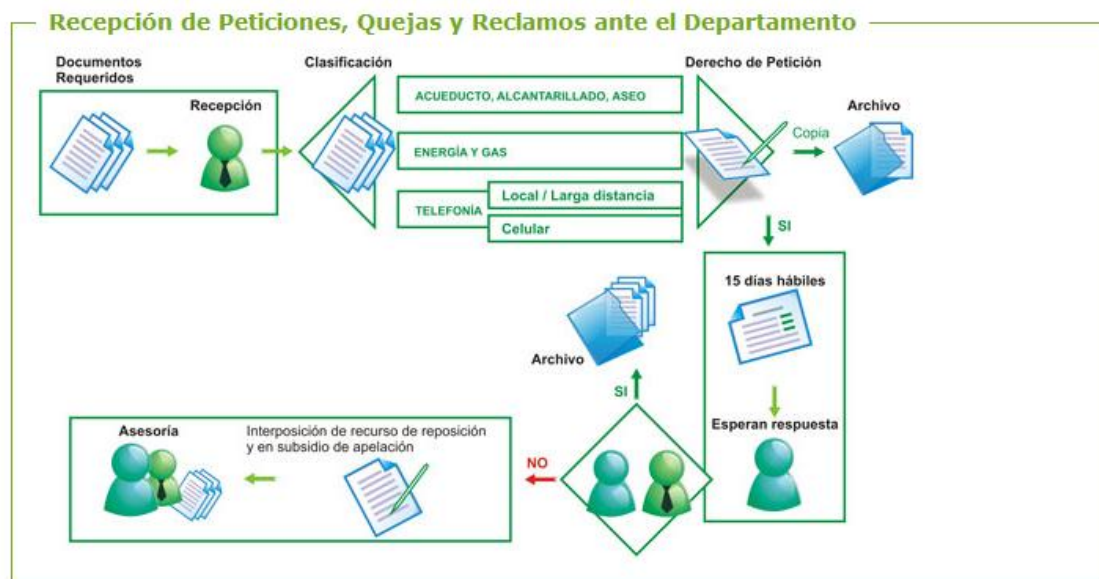 Recepción de Peticiones, Quejas y Reclamos ante el Departamento
Documentos
Requeridos
Recepción
Clasificación
ACUEDUCTO, ALCANTARILLADO, ASEO
ENERGÍA Y GAS
TELEFONÍA
Local / Larga distancia
Celular
Derecho de Petición
Copia
Archivo
SI
15 días hábiles
Esperan respuesta
Archivo
SI
NO
Interposición de recurso de reposición
y en subsidio de apelación
Asesoría